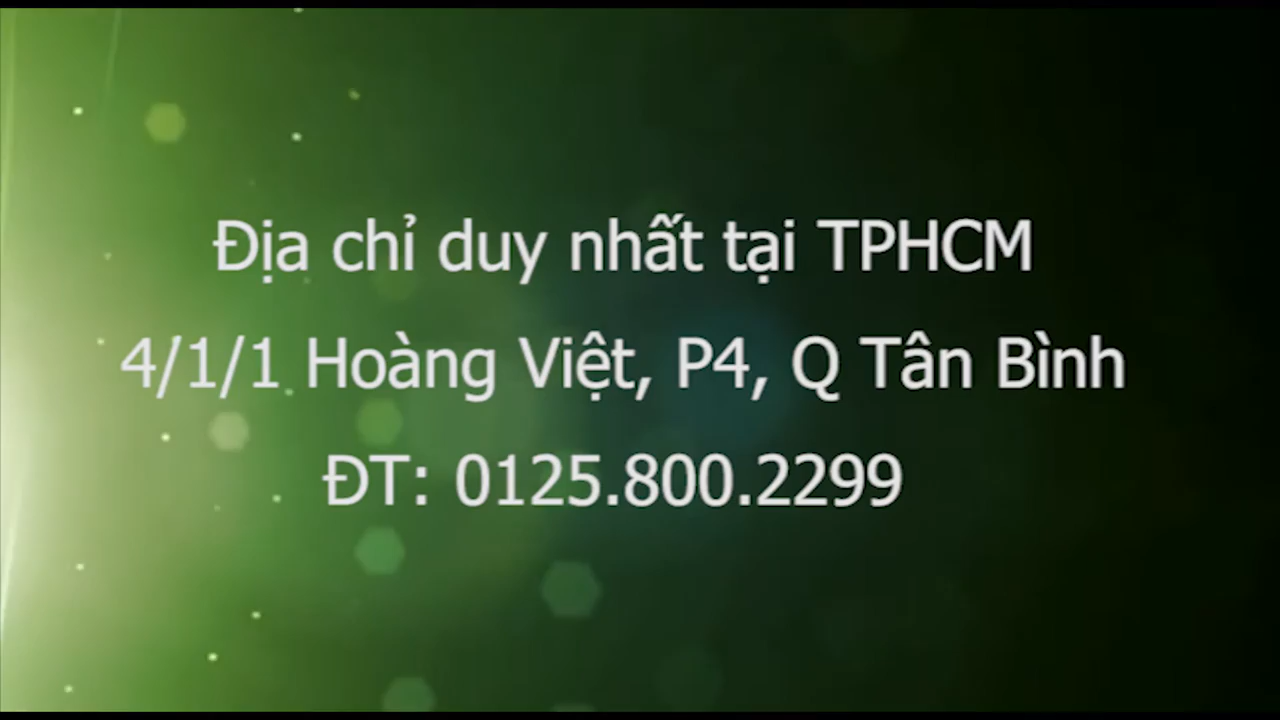 Địa chỉ duy nhất tại TPHCM
4/1/1 Hoàng Việt, P4, Q Tân Bình
ĐT: 0125.800.2299